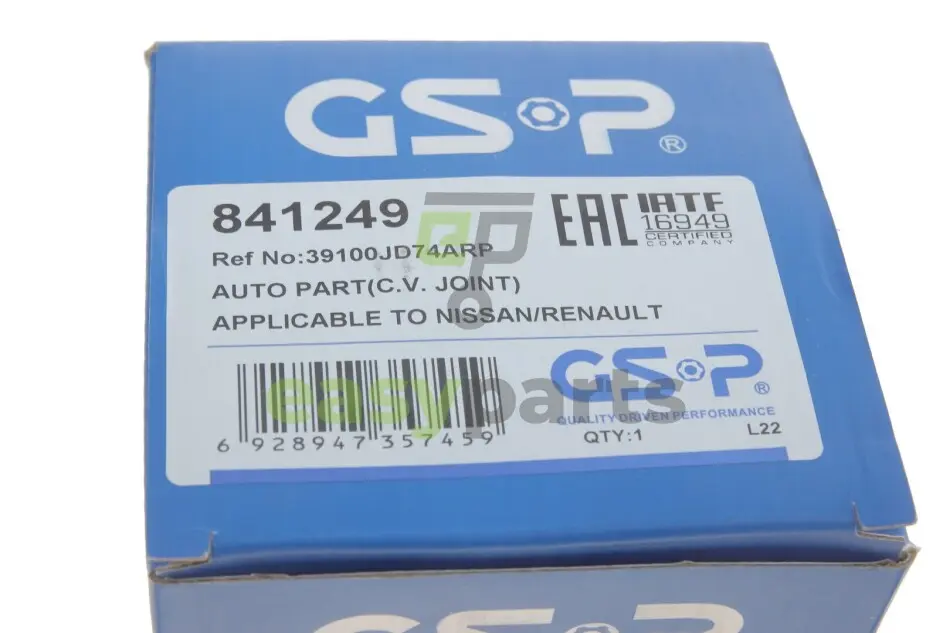 GSP®
841249
EAC
IATF
16949
CERTIFIED
COMPANY
Ref No:39100JD74ARP
AUTO PART(C.V. JOINT)
APPLICABLE TO NISSAN/RENAULT
easyparts
GSP®
QUALITY DRIVEN PERFORMANCE
6 928947 357459
QTY:1
L22
GSP